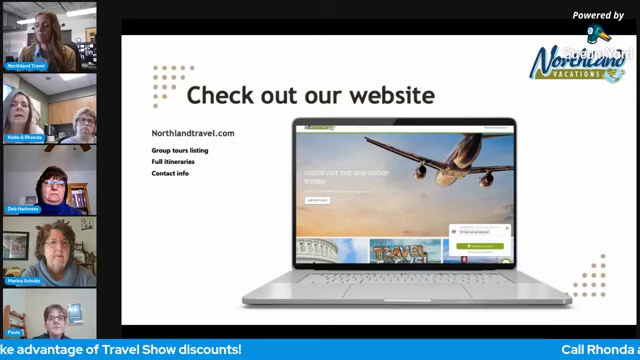 Powered by
StreamYard
Northland
VACATIONS
Check out our website
Northlandtravel.com
Group tours listing
Full itineraries
Contact info
CHECK OUT THE
GROUP
TOURS
TRAVEL
Northland Travel
Katie & Rhonda
Deb Harkness
Marlea Schultz
Paula
ke advantage of Travel Show discounts!
Call Rhonda a